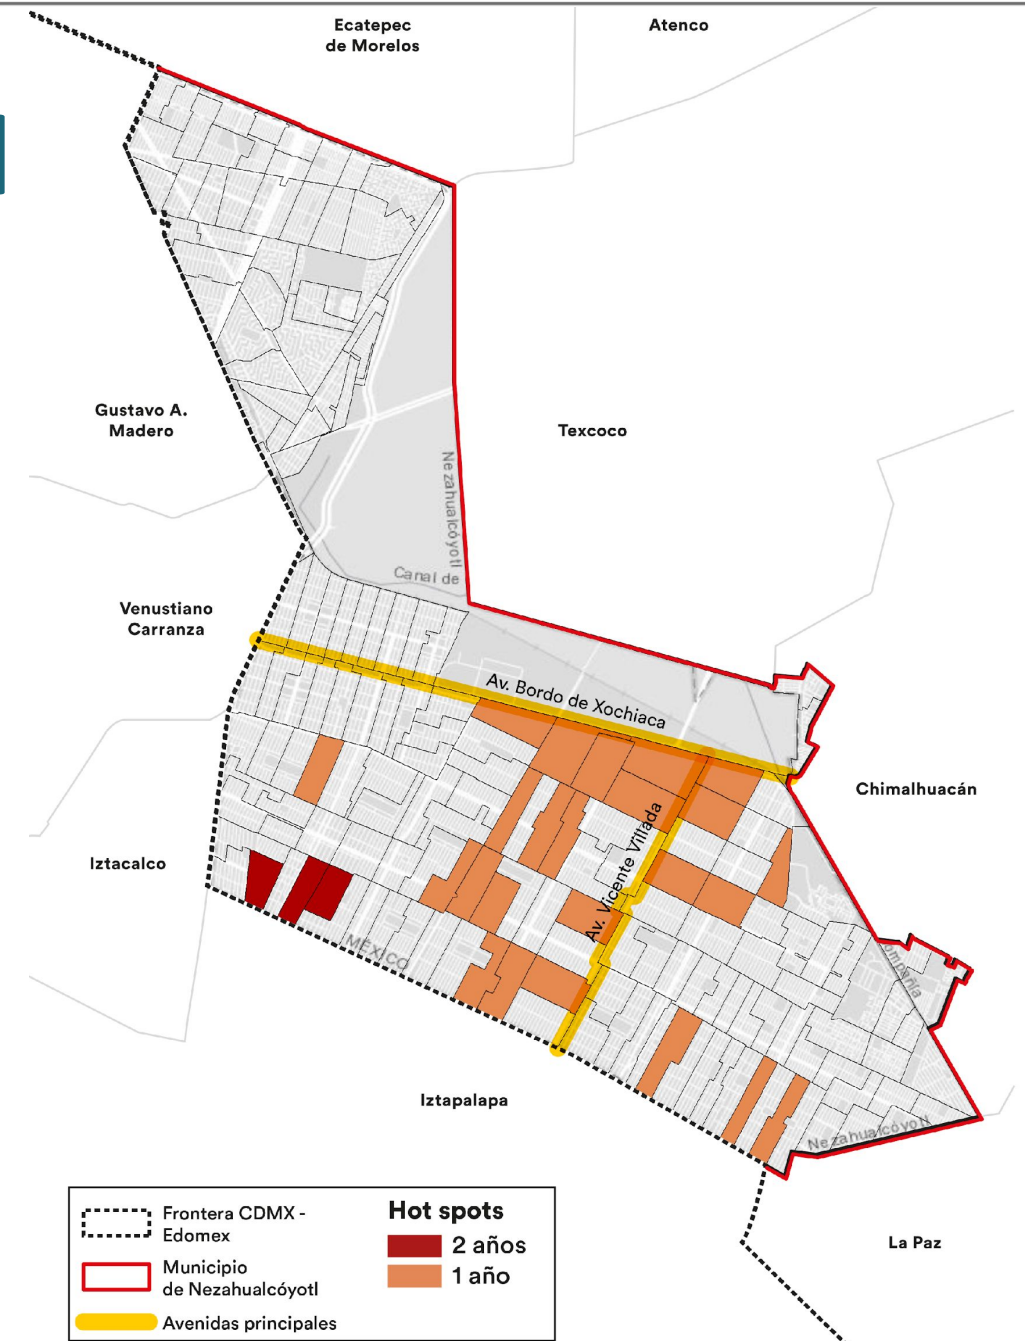 Ecatepec
de Morelos
Atenco
Gustavo A.
Madero
Texcoco
Nezahualcóyotl
Canal de
Venustiano
Carranza
Av. Bordo de Xochiaca
Chimalhuacán
Av. Vicente Villada
Iztacalco
MÉXICO
ompañía
Iztapalapa
Nezahualcóyotl
La Paz
Frontera CDMX -
Edomex
Municipio
de Nezahualcóyotl
Avenidas principales
Hot spots
2 años
1 año